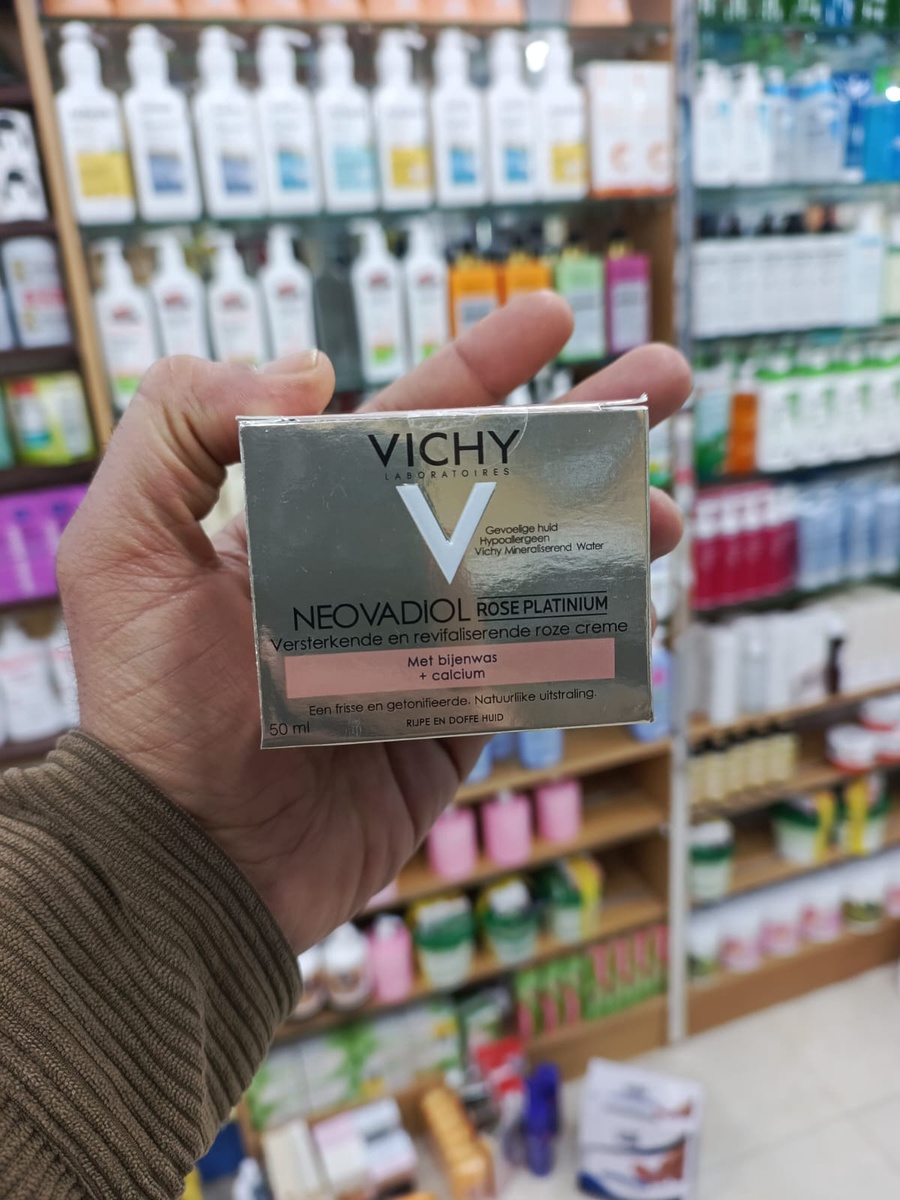 VICHY
LABORATOIRES
Gevoelige huid
Hypoallergeen
Vichy Mineraliserend Water
NEOVADIOL ROSE PLATINIUM
Versterkende en revitaliserende roze creme
Met bijenwas
+ calcium
Een frisse en getonifieerde. Natuurlijke uitstraling.
50 ml
RIJPE EN DOFFE HUID